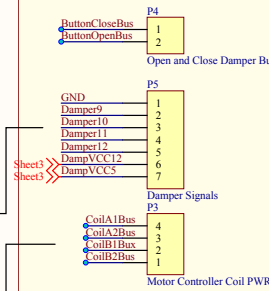 P4
ButtonCloseBus 1
ButtonOpenBus 2
Open and Close Damper Bu
P5
GND 1
Damper9 2
Damper10 3
Damper11 4
Damper12 5
Sheet3 DampVCC12 6
Sheet3 DampVCC5 7
Damper Signals
P3
CoilA1Bus 4
CoilA2Bus 3
CoilB1Bux 2
CoilB2Bus 1
Motor Controller Coil PWR